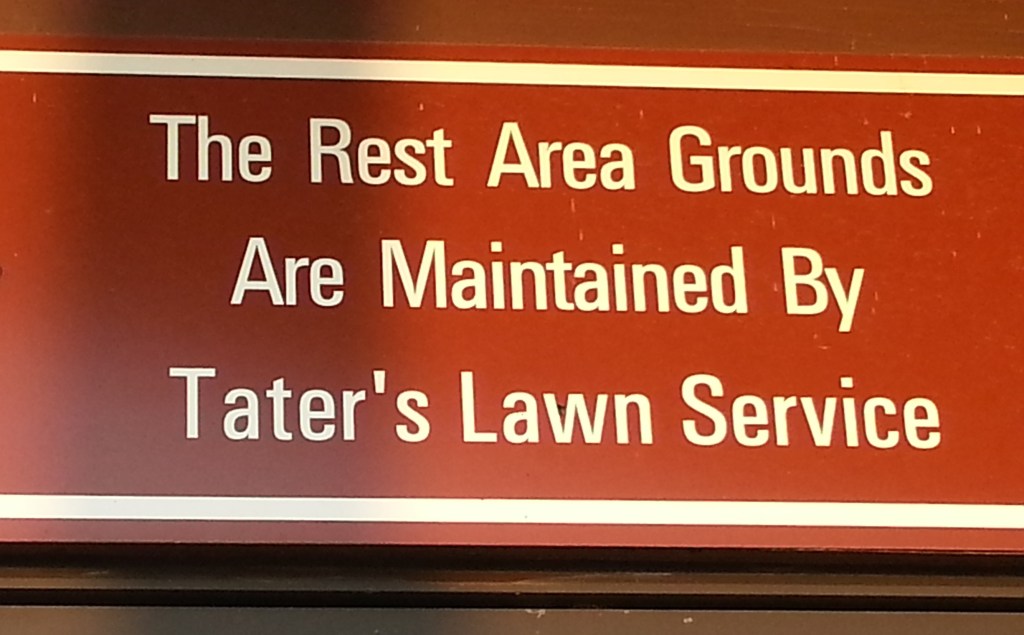 The Rest Area Grounds
Are Maintained By
Tater's Lawn Service